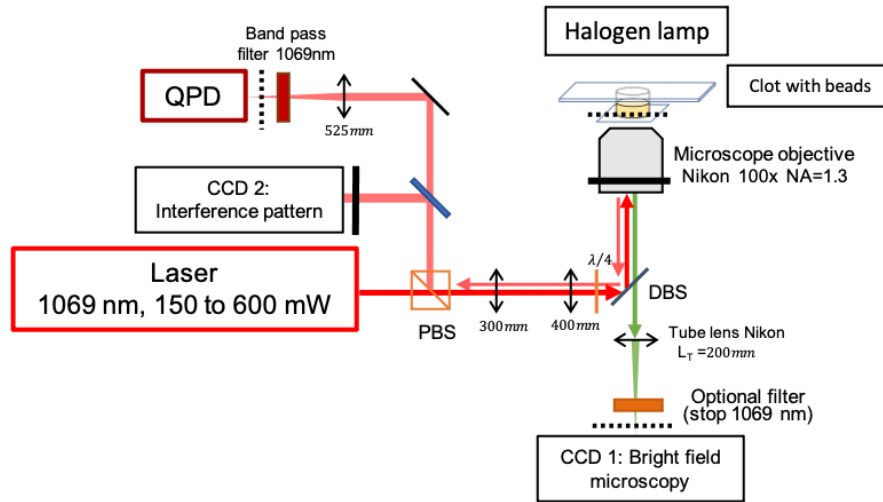 Band pass
filter 1069nm
Halogen lamp
QPD
525mm
Clot with beads
Microscope objective
Nikon 100x NA=1.3
CCD 2:
Interference pattern
Laser
1069 nm, 150 to 600 mW
PBS
300mm
400mm
λ/4
DBS
Tube lens Nikon
L_T =200mm
Optional filter
(stop 1069 nm)
CCD 1: Bright field
microscopy